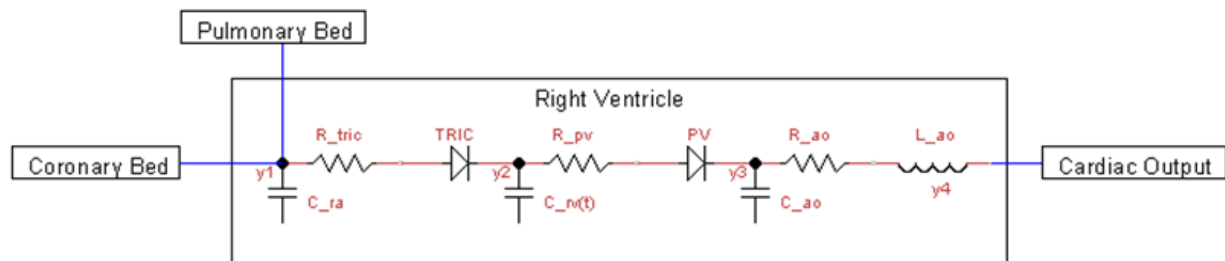 Pulmonary Bed
Right Ventricle
R_tric TRIC R_pv PV R_ao L_ao
Coronary Bed y1 y2 y3 y4 Cardiac Output
C_ra C_rv(t) C_ao